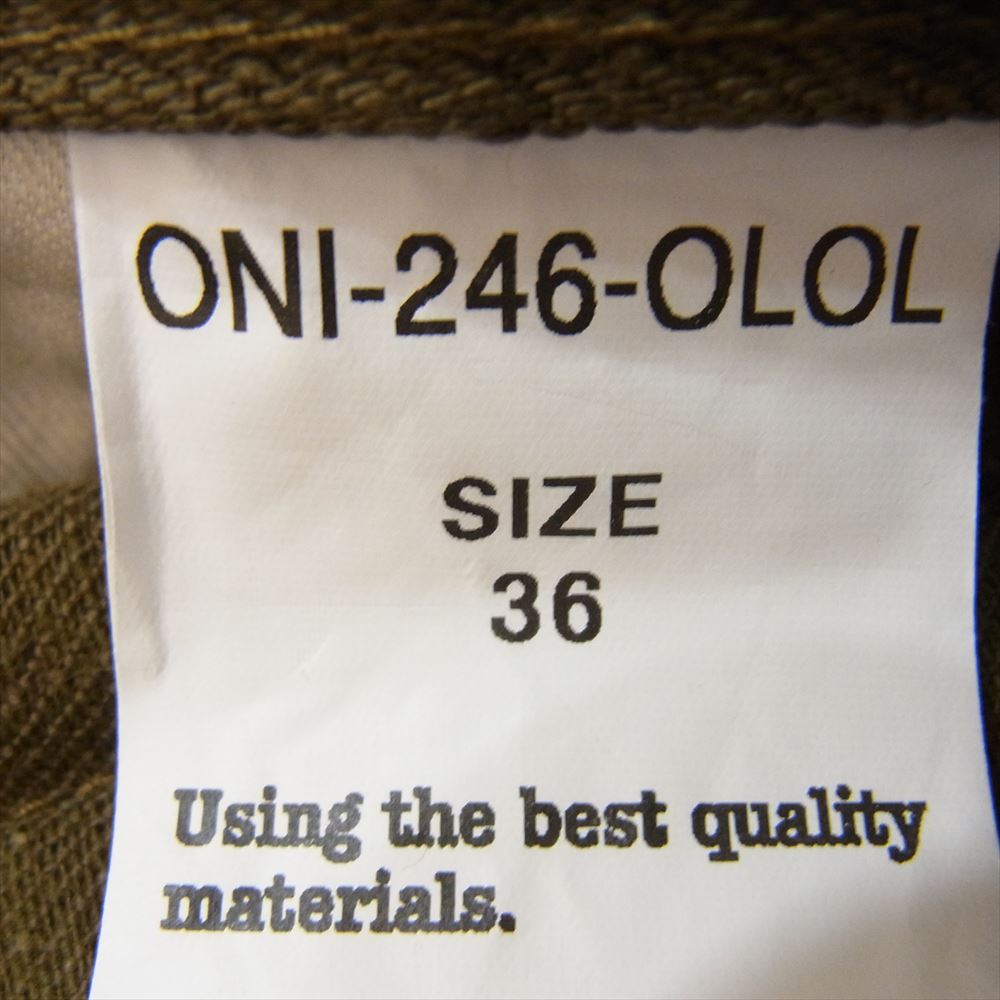 ONI-246-OLOL
SIZE
36
Using the best quality
materials.